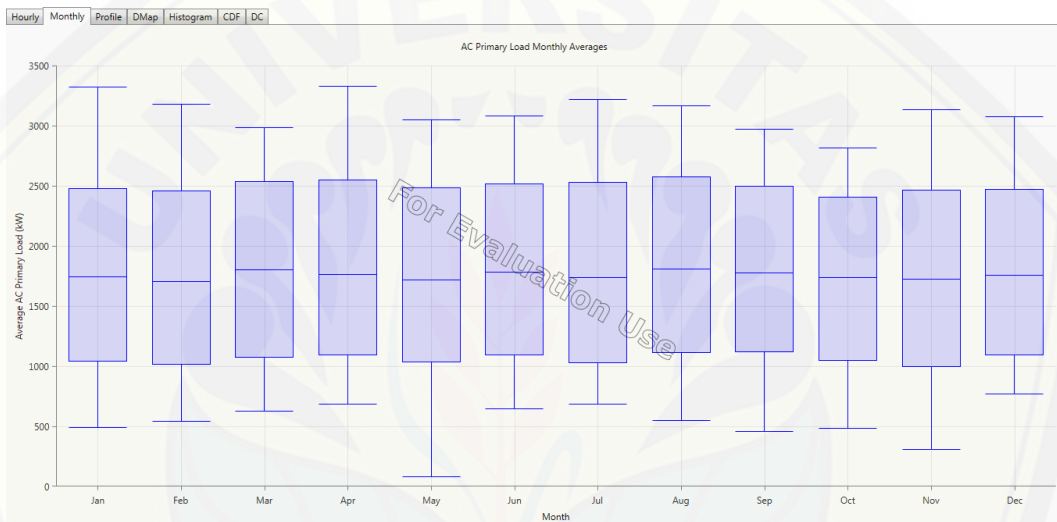 Hourly Monthly Profile DMap Histogram CDF DC
AC Primary Load Monthly Averages
Average AC Primary Load (kW)
3500
3000
2500
2000
1500
1000
500
0
Jan Feb Mar Apr May Jun Jul Aug Sep Oct Nov Dec
Month
For Evaluation Use
UNIVERSITAS